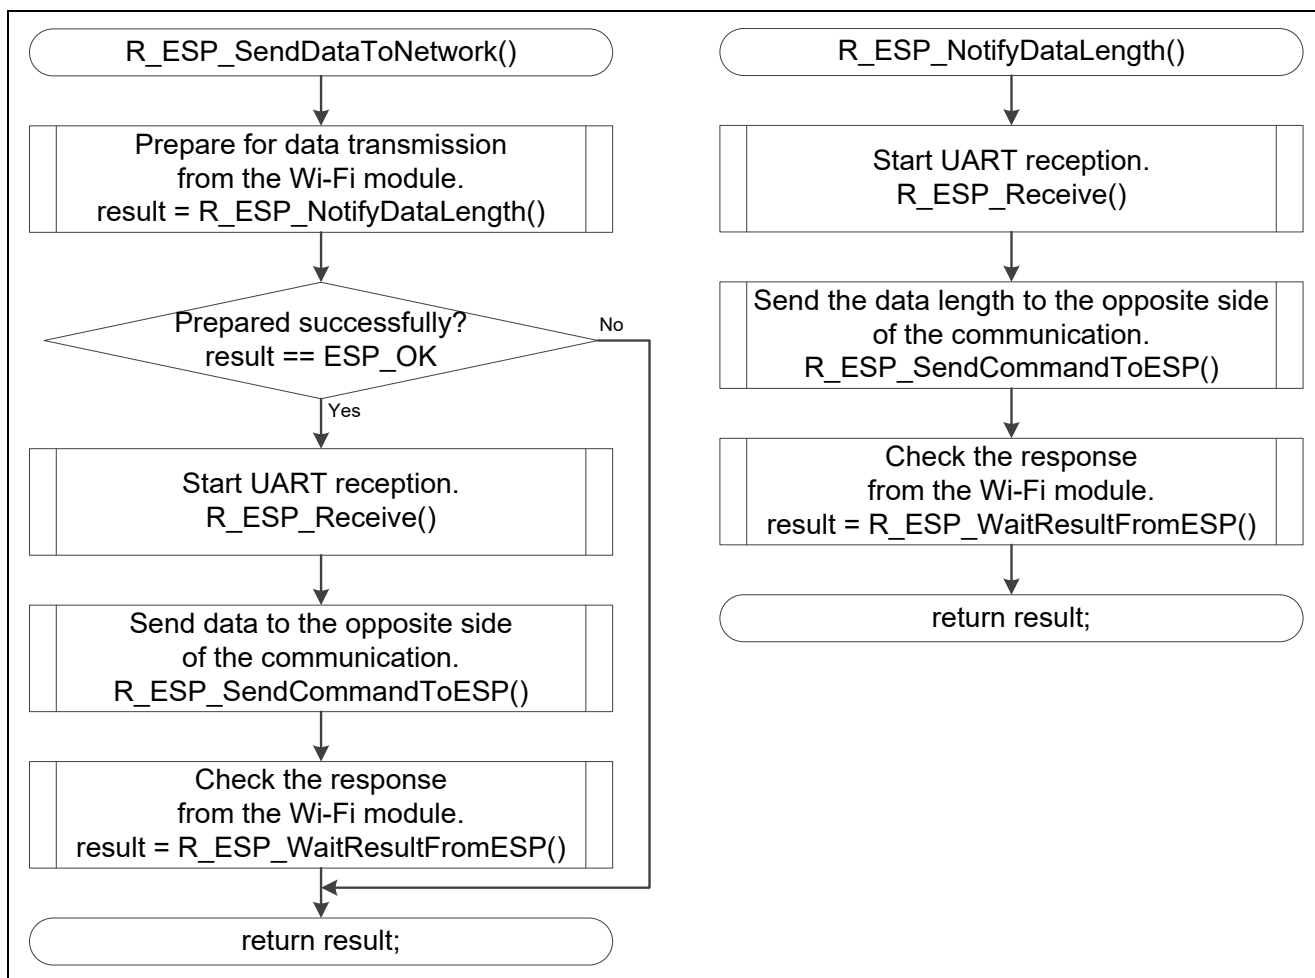 R_ESP_SendDataToNetwork()
Prepare for data transmission
from the Wi-Fi module.
result = R_ESP_NotifyDataLength()
Prepared successfully?
result == ESP_OK
No
Yes
Start UART reception.
R_ESP_Receive()
Send data to the opposite side
of the communication.
R_ESP_SendCommandToESP()
Check the response
from the Wi-Fi module.
result = R_ESP_WaitResultFromESP()
return result;
R_ESP_NotifyDataLength()
Start UART reception.
R_ESP_Receive()
Send the data length to the opposite side
of the communication.
R_ESP_SendCommandToESP()
Check the response
from the Wi-Fi module.
result = R_ESP_WaitResultFromESP()
return result;